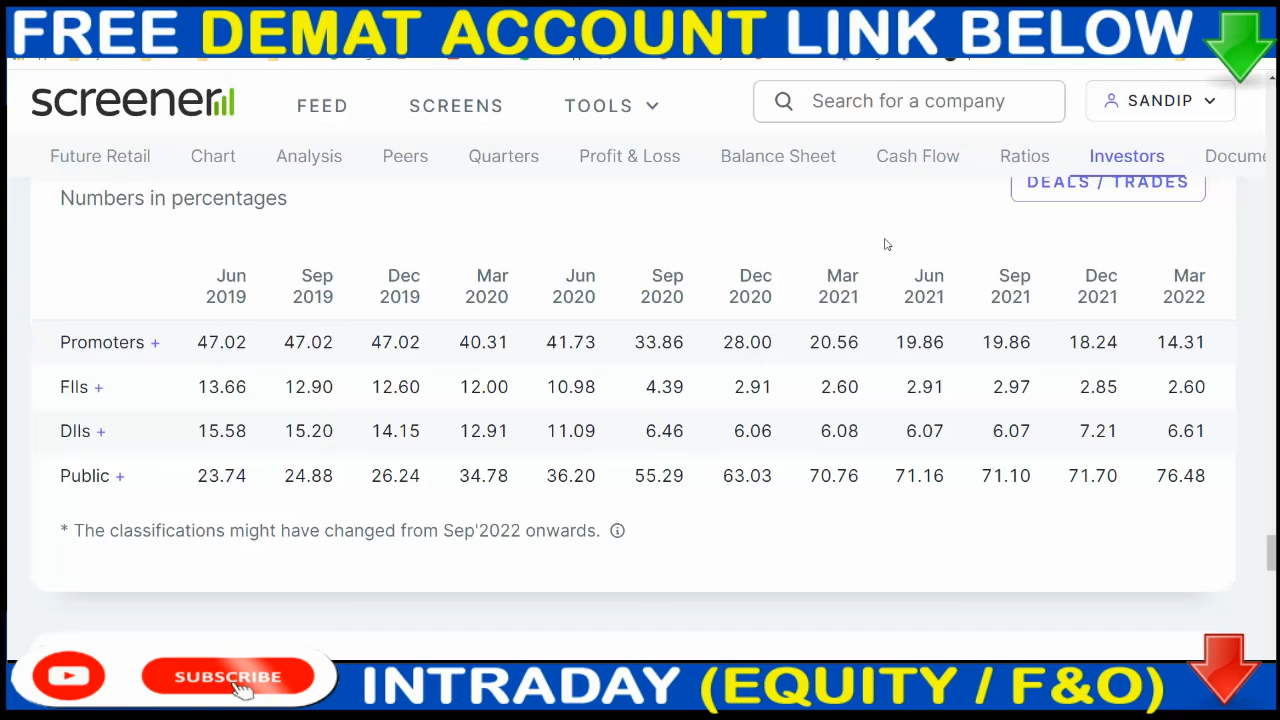 FREE DEMAT ACCOUNT LINK BELOW
screener FEED SCREENS TOOLS Search for a company SANDIP
Future Retail Chart Analysis Peers Quarters Profit & Loss Balance Sheet Cash Flow Ratios Investors Docume
Numbers in percentages DEALS / TRADES
Jun Sep Dec Mar Jun Sep Dec Mar Jun Sep Dec Mar
2019 2019 2019 2020 2020 2020 2020 2021 2021 2021 2021 2022
Promoters + 47.02 47.02 47.02 40.31 41.73 33.86 28.00 20.56 19.86 19.86 18.24 14.31
FIIs + 13.66 12.90 12.60 12.00 10.98 4.39 2.91 2.60 2.91 2.97 2.85 2.60
DIIs + 15.58 15.20 14.15 12.91 11.09 6.46 6.06 6.08 6.07 6.07 7.21 6.61
Public + 23.74 24.88 26.24 34.78 36.20 55.29 63.03 70.76 71.16 71.10 71.70 76.48
* The classifications might have changed from Sep'2022 onwards.
SUBSCRIBE
INTRADAY (EQUITY / F&O)